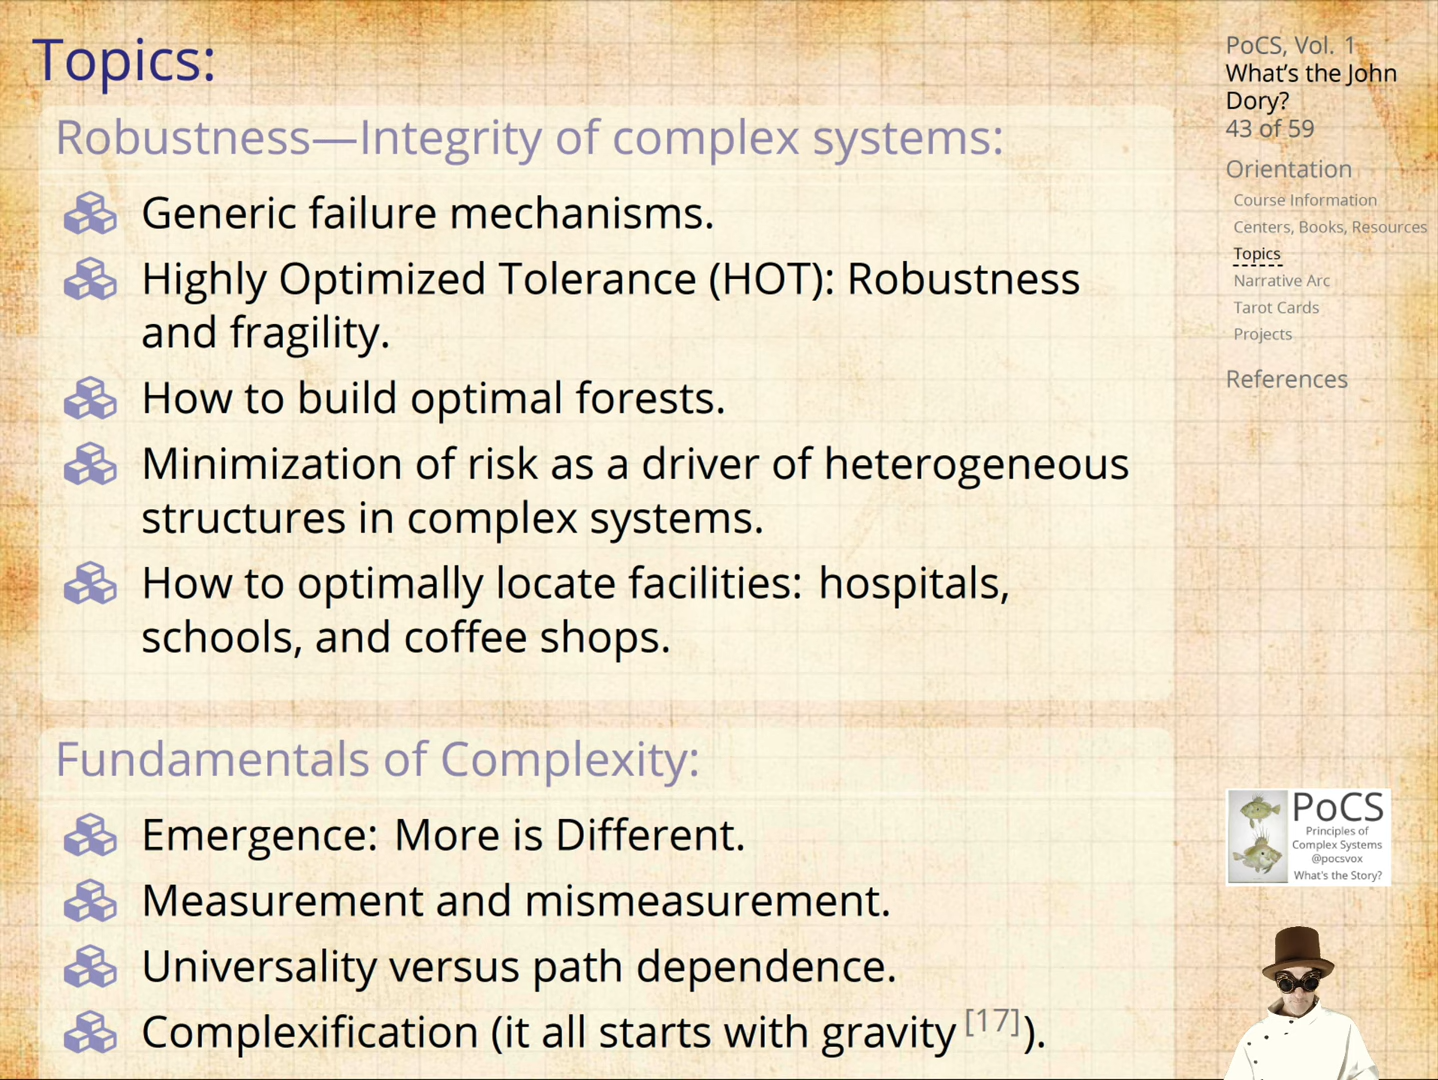 Topics:
Robustness—Integrity of complex systems:
Generic failure mechanisms.
Highly Optimized Tolerance (HOT): Robustness
and fragility.
How to build optimal forests.
Minimization of risk as a driver of heterogeneous
structures in complex systems.
How to optimally locate facilities: hospitals,
schools, and coffee shops.
Fundamentals of Complexity:
Emergence: More is Different.
Measurement and mismeasurement.
Universality versus path dependence.
Complexification (it all starts with gravity [17]).
PoCS, Vol. 1
What’s the John
Dory?
43 of 59
Orientation
Course Information
Centers, Books, Resources
Topics
Narrative Arc
Tarot Cards
Projects
References
PoCS
Principles of
Complex Systems
@pocsvox
What's the Story?